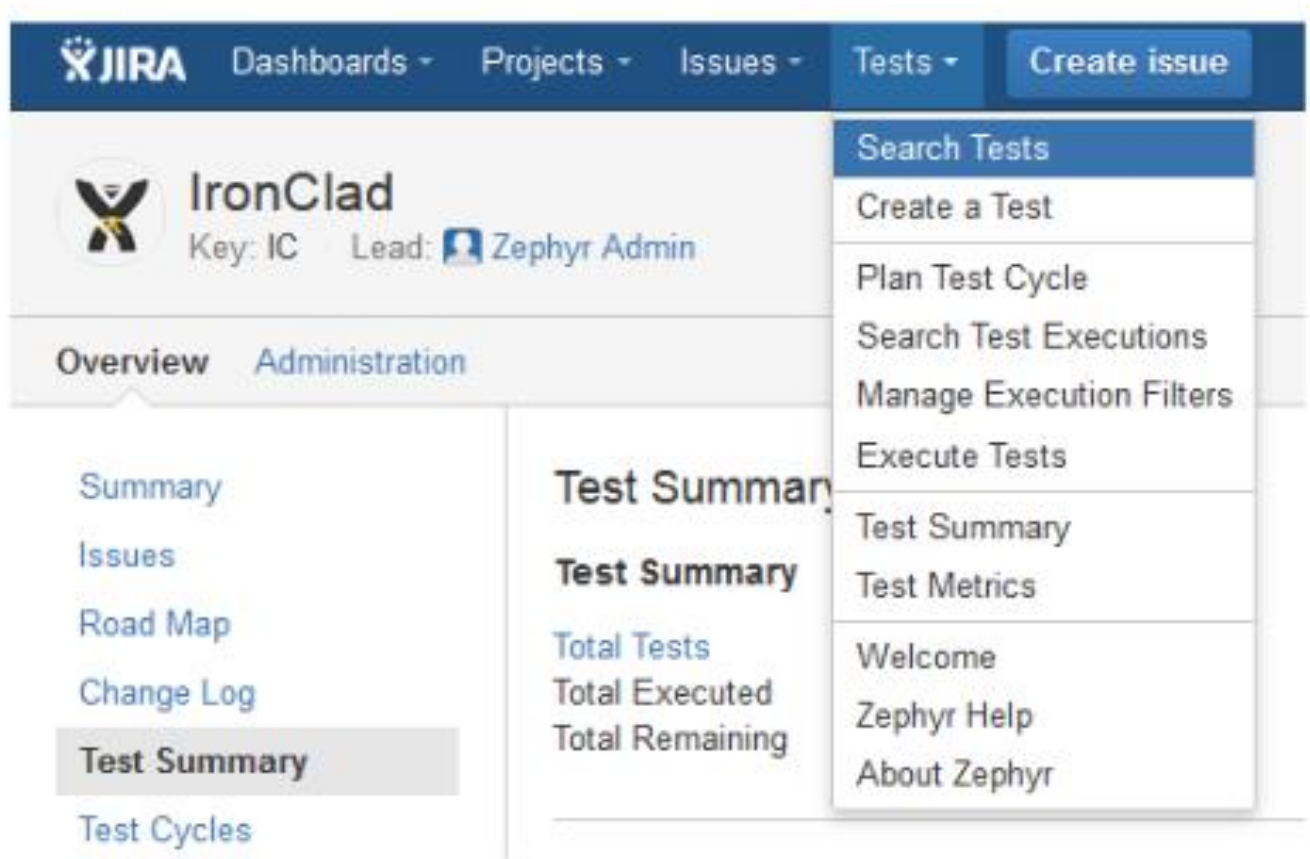 JIRA Dashboards Projects Issues Tests Create issue
IronClad
Key: IC Lead: Zephyr Admin
Overview Administration
Summary
Issues
Road Map
Change Log
Test Summary
Test Cycles
Test Summary
Test Summary
Total Tests
Total Executed
Total Remaining
Search Tests
Create a Test
Plan Test Cycle
Search Test Executions
Manage Execution Filters
Execute Tests
Test Summary
Test Metrics
Welcome
Zephyr Help
About Zephyr